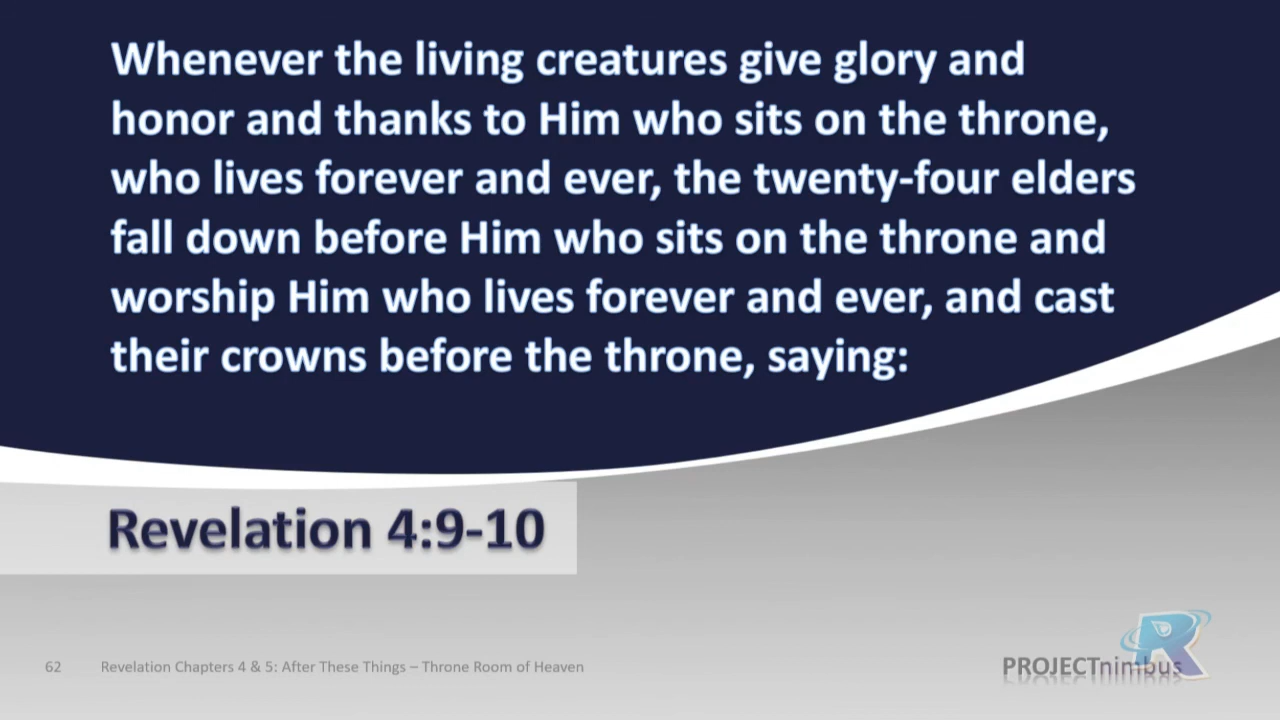 Whenever the living creatures give glory and
honor and thanks to Him who sits on the throne,
who lives forever and ever, the twenty-four elders
fall down before Him who sits on the throne and
worship Him who lives forever and ever, and cast
their crowns before the throne, saying:
Revelation 4:9-10
62 Revelation Chapters 4 & 5: After These Things – Throne Room of Heaven
PROJECTnimbus
R